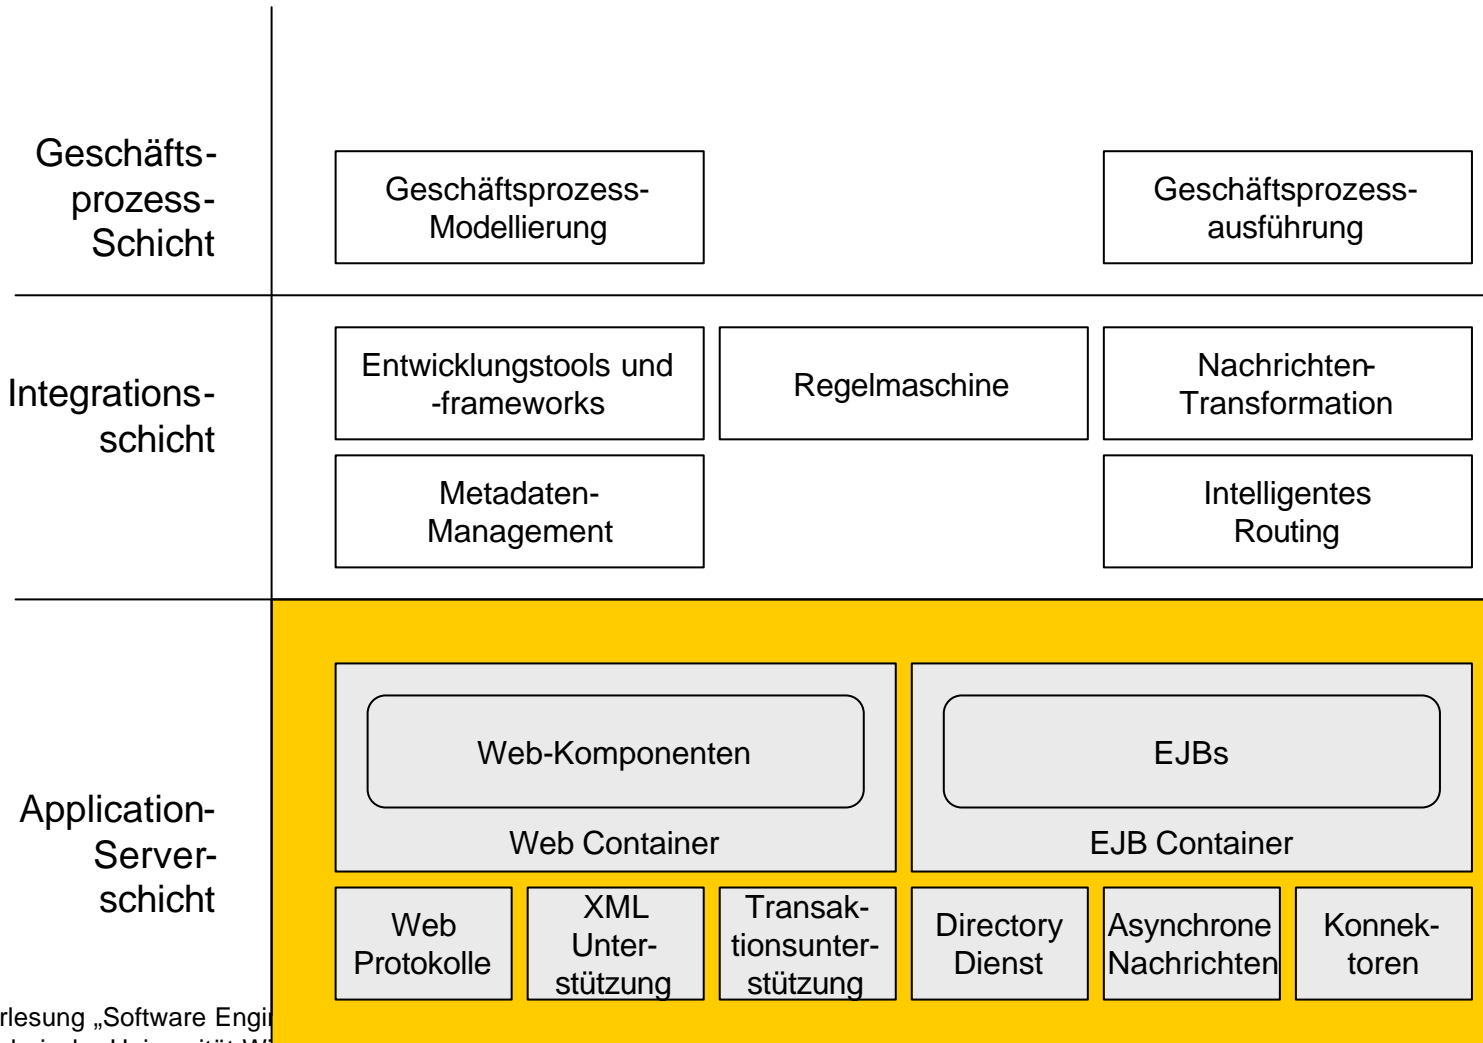 Geschäfts-
prozess-
Schicht
Geschäftsprozess-
Modellierung
Geschäftsprozess-
ausführung
Integrations-
schicht
Entwicklungstools und
-frameworks
Regelmaschine
Nachrichten-
Transformation
Metadaten-
Management
Intelligentes
Routing
Application-
Server-
schicht
Web-Komponenten
Web Container
EJBs
EJB Container
Web
Protokolle
XML
Unter-
stützung
Transak-
tionsunter-
stützung
Directory
Dienst
Asynchrone
Nachrichten
Konnek-
toren
rlesung „Software Engi